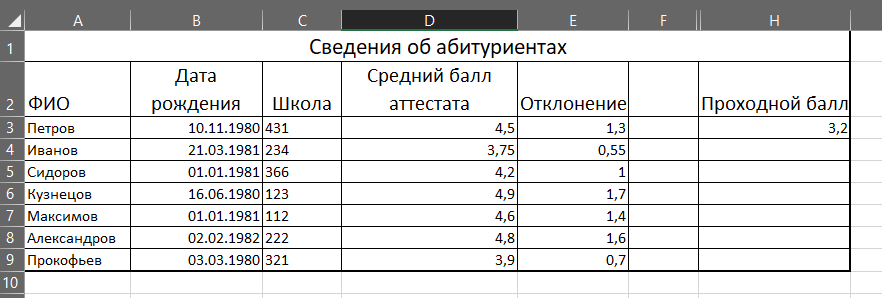 A B C D E F H
1 Сведения об абитуриентах
Дата Средний балл
2 ФИО рождения Школа аттестата Отклонение Проходной балл
3 Петров 10.11.1980 431 4,5 1,3 3,2
4 Иванов 21.03.1981 234 3,75 0,55
5 Сидоров 01.01.1981 366 4,2 1
6 Кузнецов 16.06.1980 123 4,9 1,7
7 Максимов 01.01.1981 112 4,6 1,4
8 Александров 02.02.1982 222 4,8 1,6
9 Прокофьев 03.03.1980 321 3,9 0,7
10